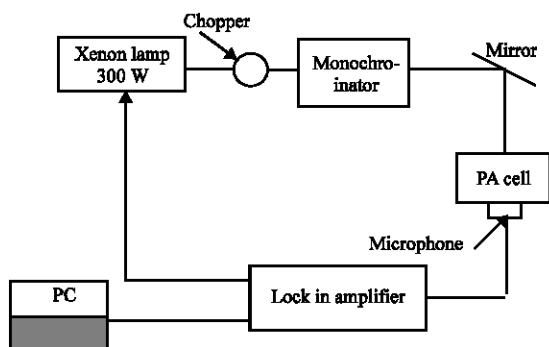 Chopper
Xenon lamp
300 W
Monochro-
inator
Mirror
PA cell
Microphone
Lock in amplifier
PC